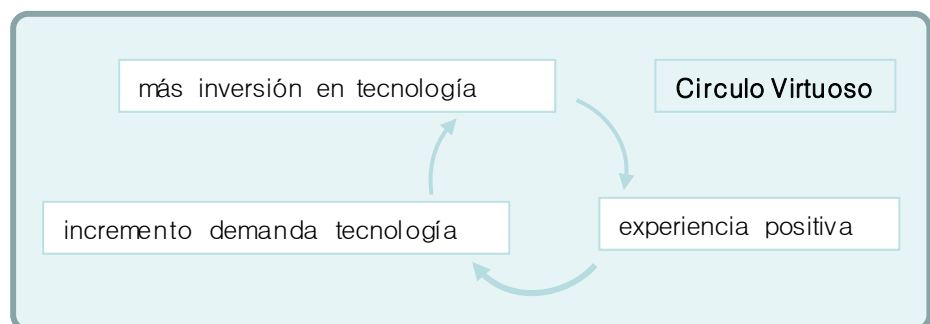 más inversión en tecnología
Circulo Virtuoso
incremento demanda tecnología
experiencia positiva